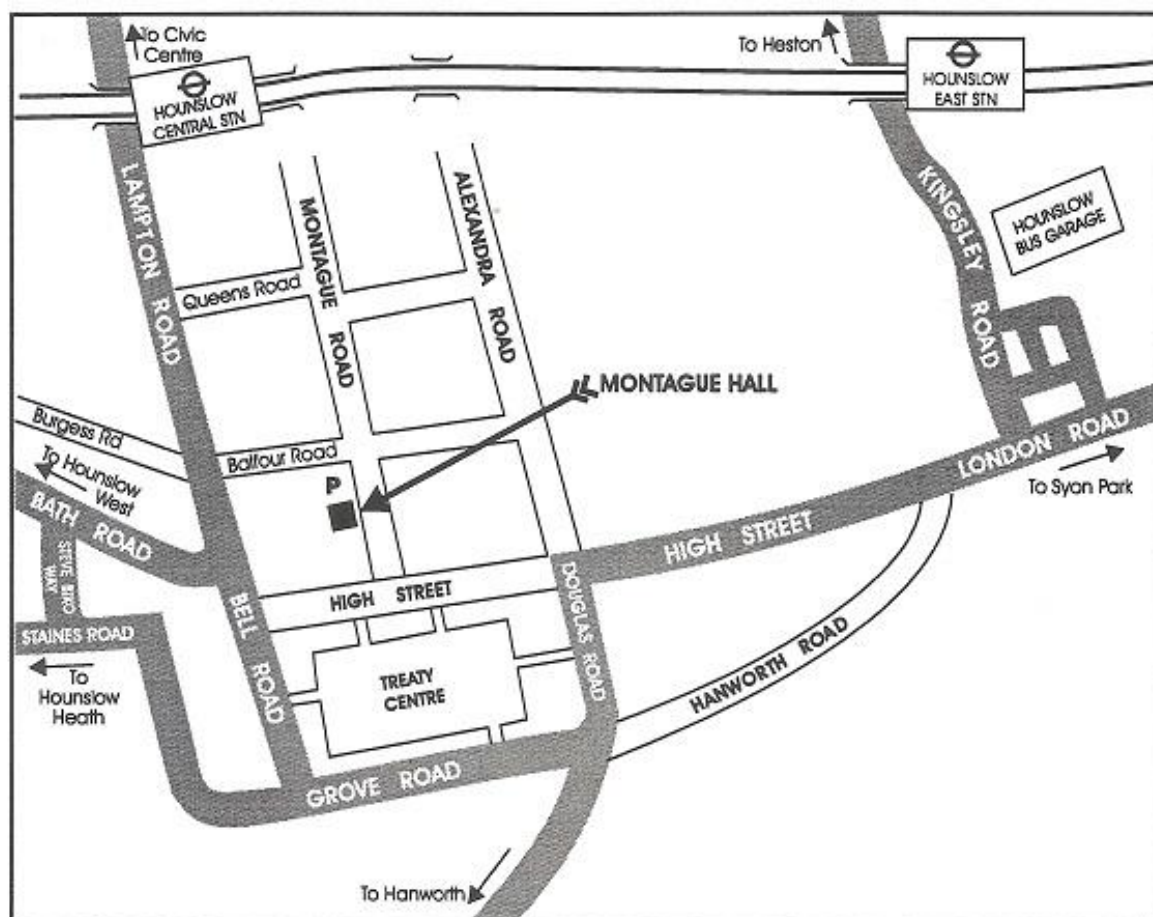 To Civic
Centre
To Heston
HOUNSLOW
CENTRAL STN
HOUNSLOW
EAST STN
LAMPTON ROAD
MONTAGUE ROAD
ALEXANDRA ROAD
KINGSLEY ROAD
HOUNSLOW
BUS GARAGE
Queens Road
MONTAGUE HALL
Burgess Rd
Balfour Road
To Hounslow
West
P
BATH ROAD
LONDON ROAD
To Syon Park
HIGH STREET
STEVE BIKO
WAY
HIGH STREET
DOUGLAS ROAD
BELL ROAD
STAINES ROAD
To
Hounslow
Heath
TREATY
CENTRE
HANWORTH ROAD
GROVE ROAD
To Hanworth